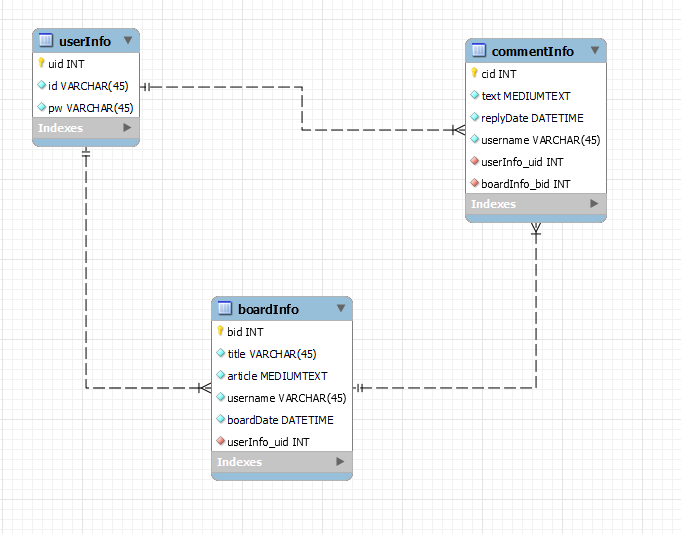 userInfo
uid INT
id VARCHAR(45)
pw VARCHAR(45)
Indexes
commentInfo
cid INT
text MEDIUMTEXT
replyDate DATETIME
username VARCHAR(45)
userInfo_uid INT
boardInfo_bid INT
Indexes
boardInfo
bid INT
title VARCHAR(45)
article MEDIUMTEXT
username VARCHAR(45)
boardDate DATETIME
userInfo_uid INT
Indexes